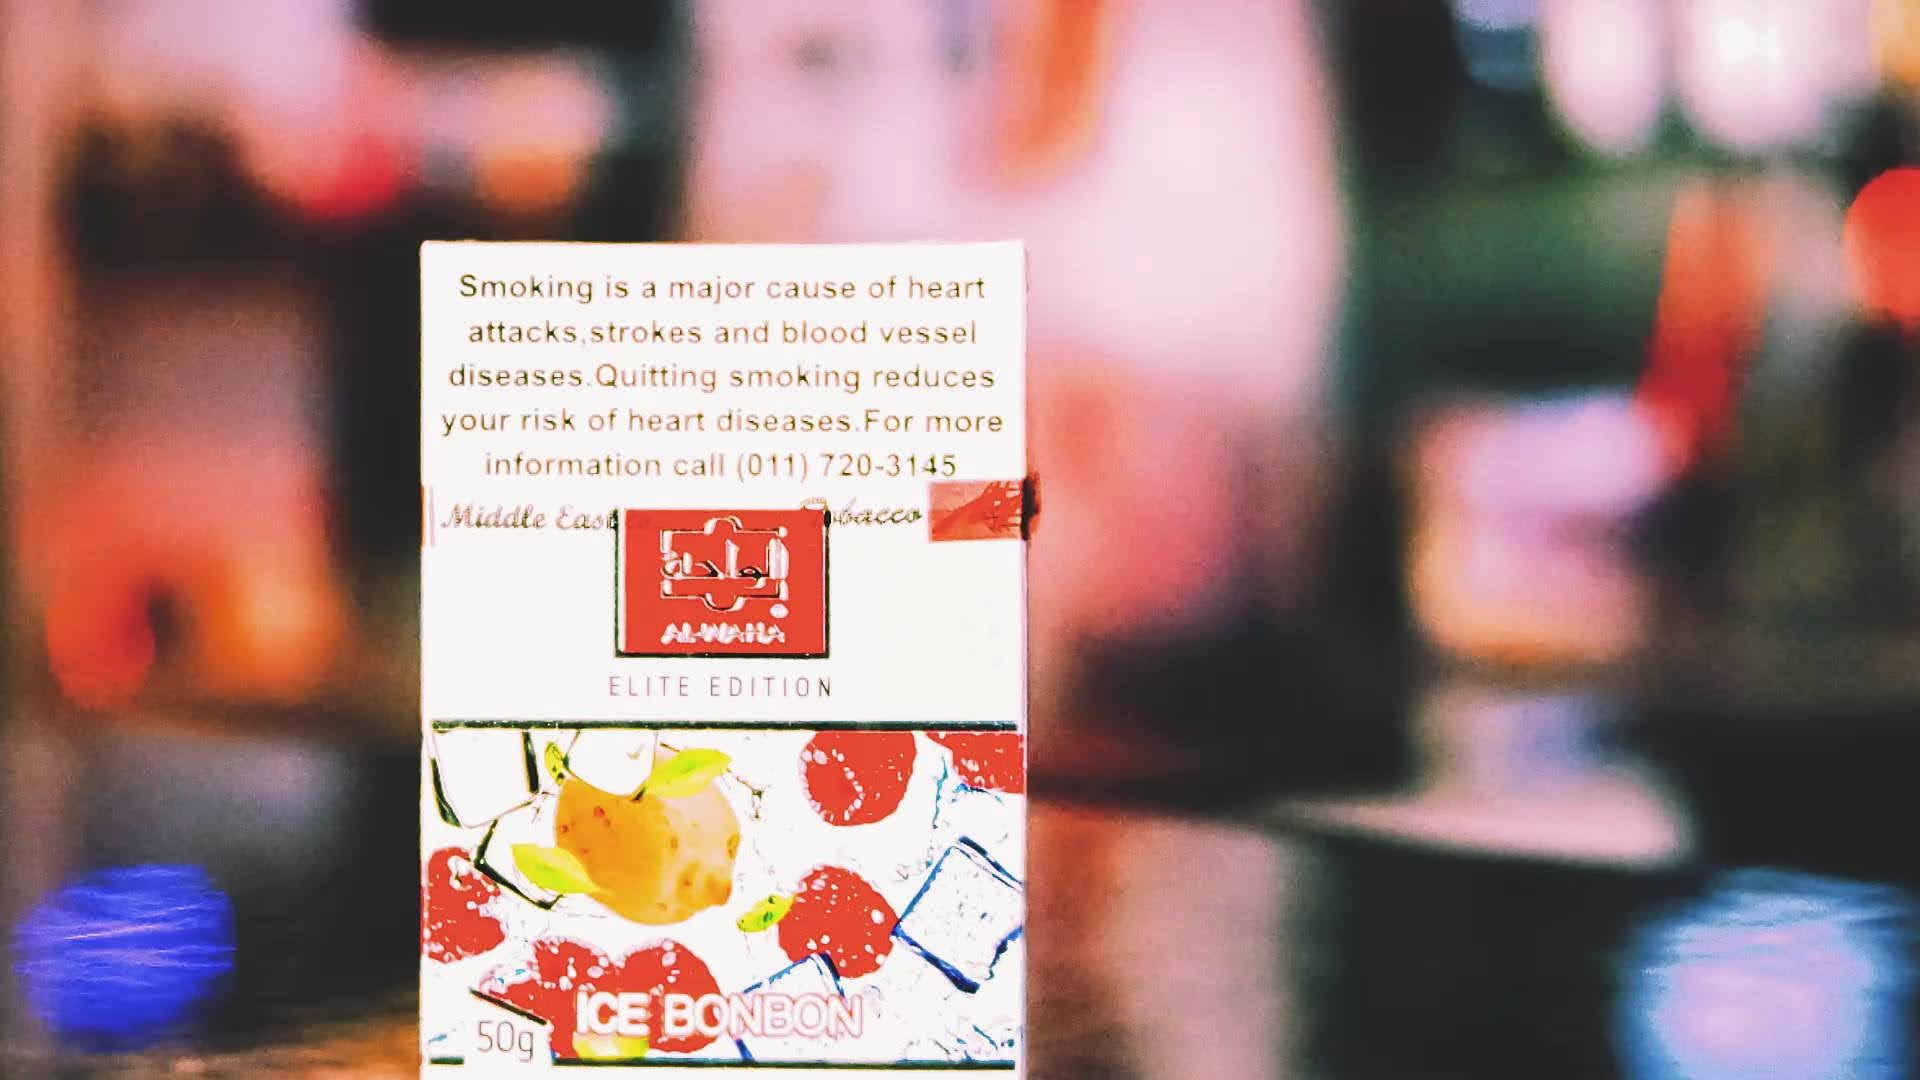 Smoking is a major cause of heart
attacks,strokes and blood vessel
diseases.Quitting smoking reduces
your risk of heart diseases.For more
information call (011) 720-3145
Middle East Tobacco
الواحة
AL-WAHA
ELITE EDITION
ICE BONBON
50g